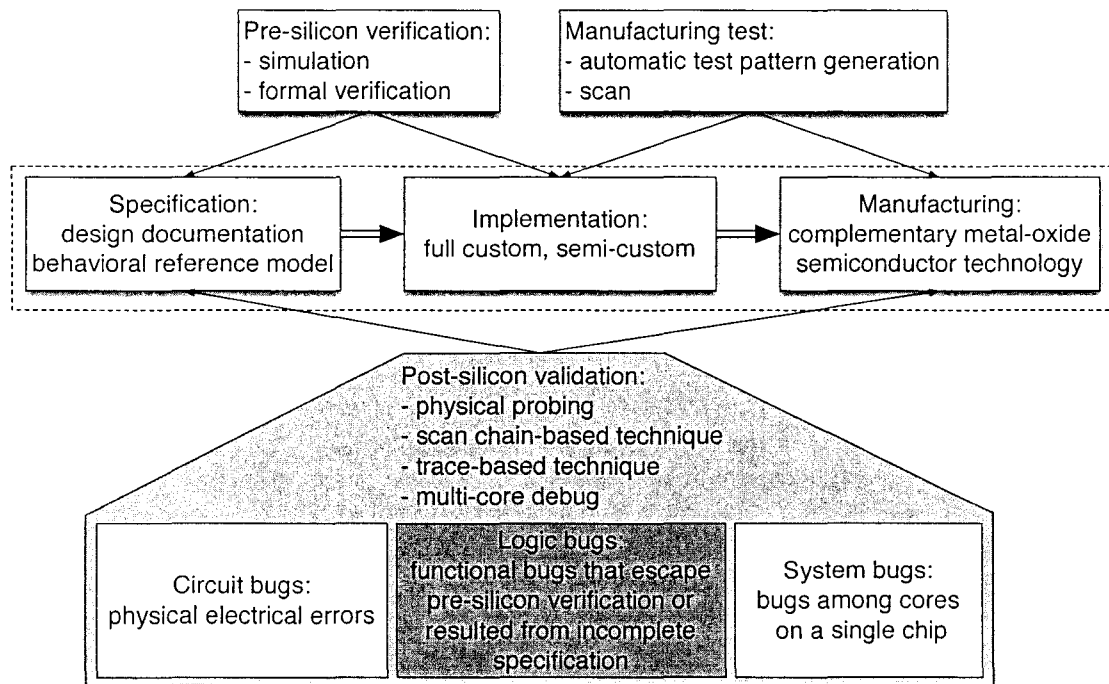 Pre-silicon verification:
- simulation
- formal verification
Manufacturing test:
- automatic test pattern generation
- scan
Specification:
design documentation
behavioral reference model
Implementation:
full custom, semi-custom
Manufacturing:
complementary metal-oxide
semiconductor technology
Post-silicon validation:
- physical probing
- scan chain-based technique
- trace-based technique
- multi-core debug
Circuit bugs:
physical electrical errors
Logic bugs:
functional bugs that escape
pre-silicon verification or
resulted from incomplete
specification
System bugs:
bugs among cores
on a single chip